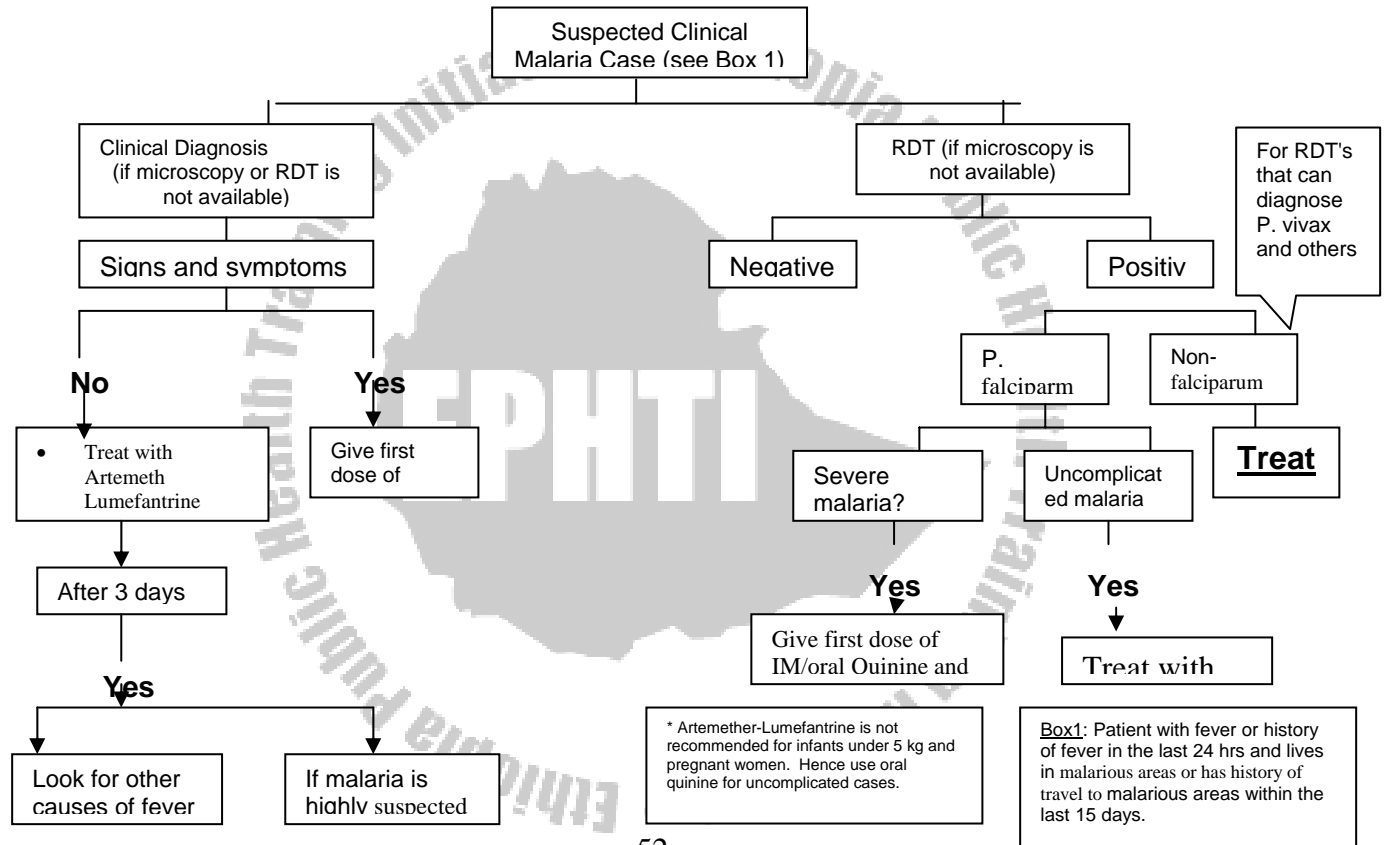 Suspected Clinical
Malaria Case (see Box 1)
Clinical Diagnosis
(if microscopy or RDT is
not available)
RDT (if microscopy is
not available)
For RDT's
that can
diagnose
P. vivax
and others
Signs and symptoms
Negative
Positiv
No
Yes
P.
falciparm
Non-
falciparum
• Treat with
Artemeth
Lumefantrine
Give first
dose of
Severe
malaria?
Uncomplicat
ed malaria
Treat
After 3 days
Yes
Yes
Give first dose of
IM/oral Quinine and
Treat with
Yes
Look for other
causes of fever
If malaria is
highly suspected
* Artemether-Lumefantrine is not
recommended for infants under 5 kg and
pregnant women. Hence use oral
quinine for uncomplicated cases.
Box1: Patient with fever or history
of fever in the last 24 hrs and lives
in malarious areas or has history of
travel to malarious areas within the
last 15 days.
EPHTI
Ethiopia Public Health Training